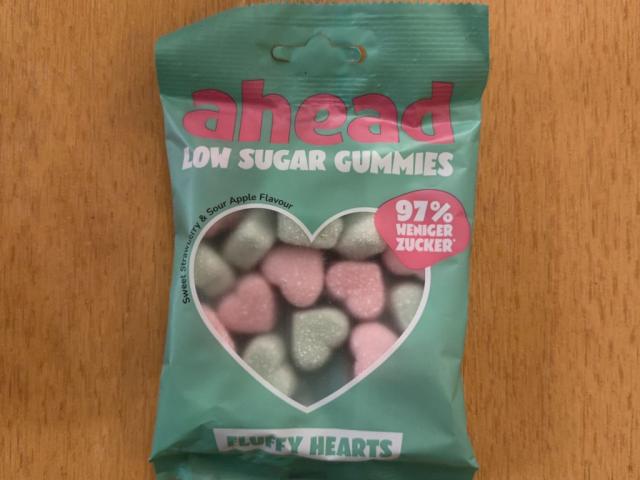 ahead
LOW SUGAR GUMMIES
Sweet Strawberry & Sour Apple Flavour
97%
WENIGER
ZUCKER*
FLUFFY HEARTS